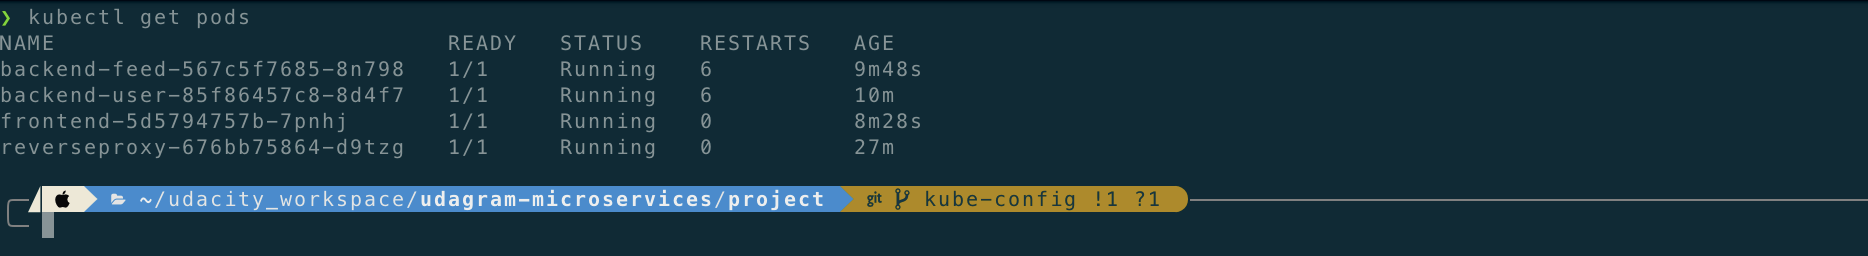 ❯ kubectl get pods
NAME READY STATUS RESTARTS AGE
backend-feed-567c5f7685-8n798 1/1 Running 6 9m48s
backend-user-85f86457c8-8d4f7 1/1 Running 6 10m
frontend-5d5794757b-7pnhj 1/1 Running 0 8m28s
reverseproxy-676bb75864-d9tzg 1/1 Running 0 27m
~/udacity_workspace/udagram-microservices/project git kube-config !1 ?1